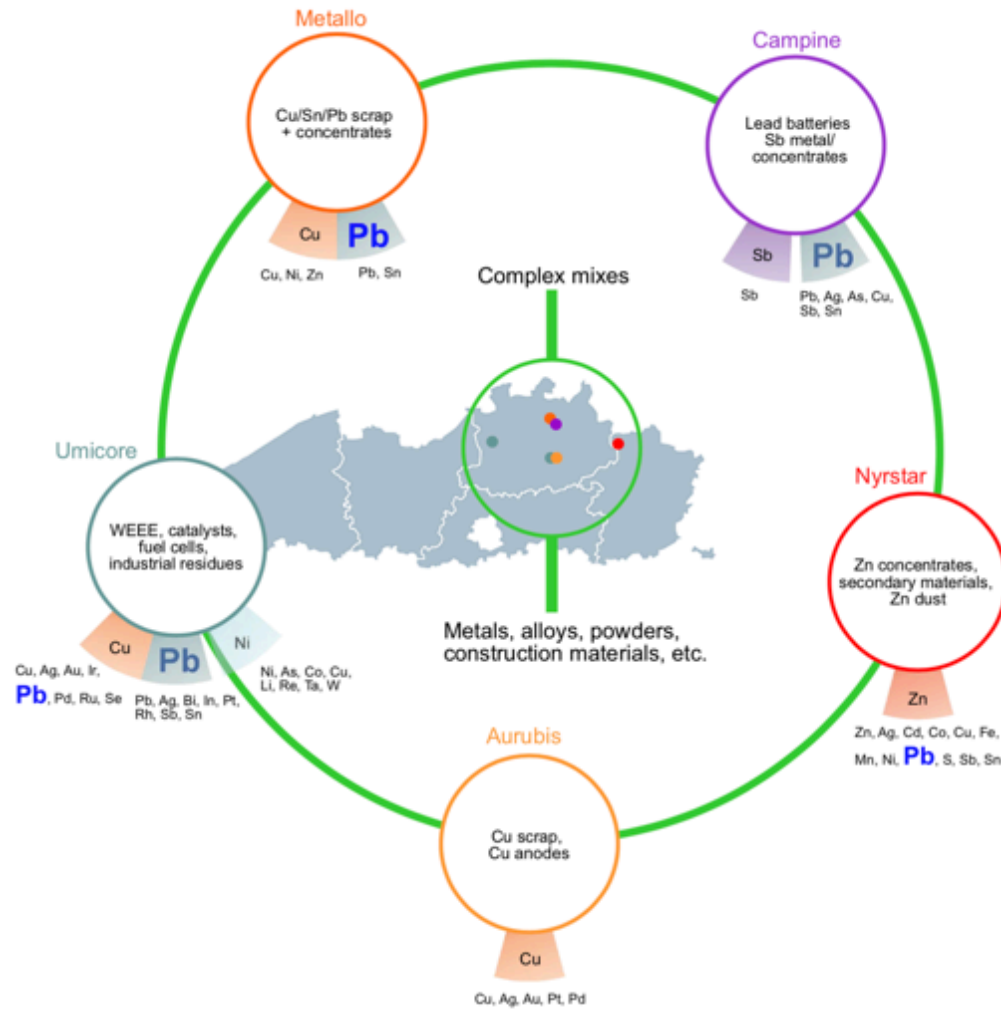 Metallo
Cu/Sn/Pb scrap
+ concentrates
Cu
Pb
Cu, Ni, Zn
Pb, Sn
Campine
Lead batteries
Sb metal/
concentrates
Sb
Pb
Sb
Pb, Ag, As, Cu,
Sb, Sn
Complex mixes
Metals, alloys, powders,
construction materials, etc.
Umicore
WEEE, catalysts,
fuel cells,
industrial residues
Cu
Pb
Ni
Cu, Ag, Au, Ir,
Pb, Pd, Ru, Se
Pb, Ag, Bi, In, Pt,
Rh, Sb, Sn
Ni, As, Co, Cu,
Li, Re, Ta, W
Nyrstar
Zn concentrates,
secondary materials,
Zn dust
Zn
Zn, Ag, Cd, Co, Cu, Fe,
Mn, Ni, Pb, S, Sb, Sn
Aurubis
Cu scrap,
Cu anodes
Cu
Cu, Ag, Au, Pt, Pd